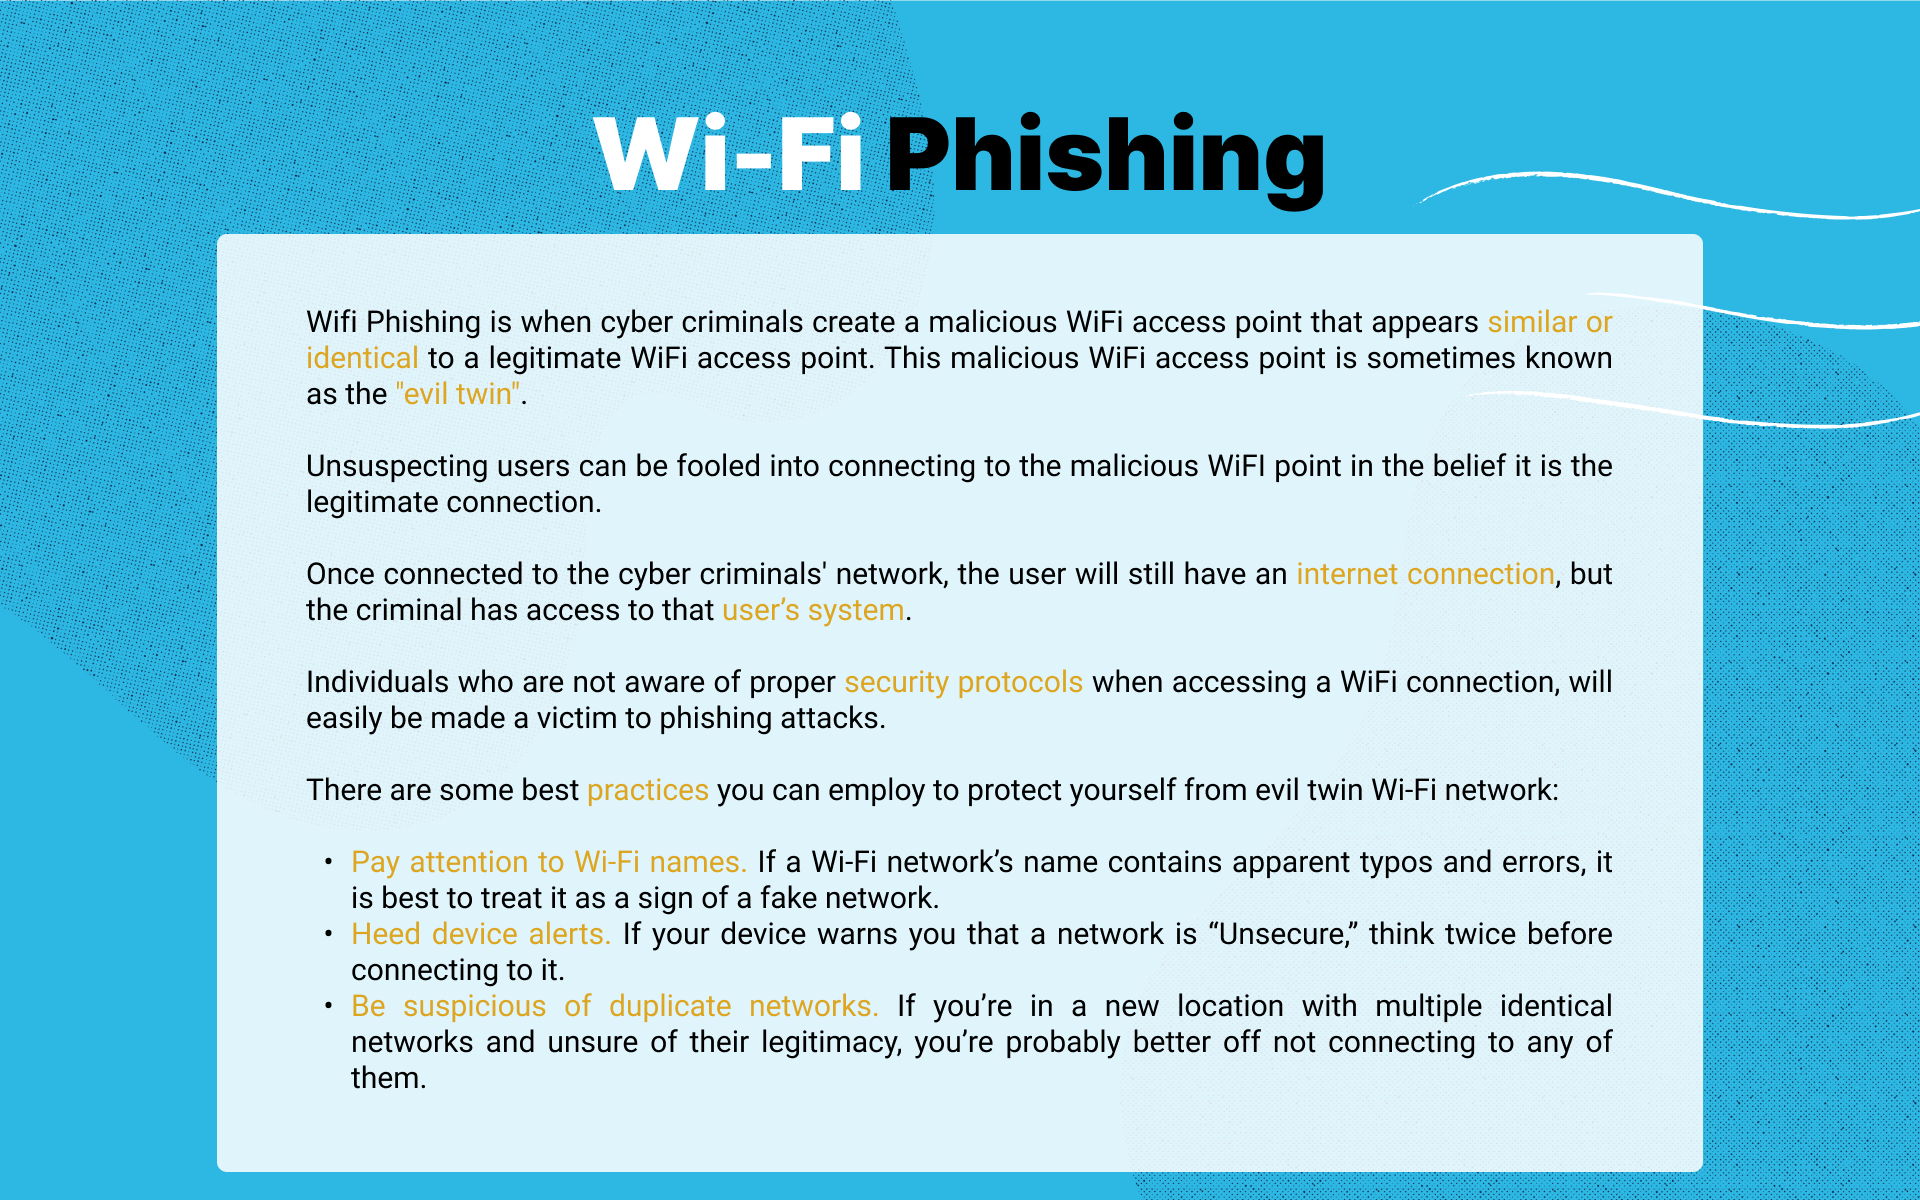 Wi-Fi Phishing
Wifi Phishing is when cyber criminals create a malicious WiFi access point that appears similar or
identical to a legitimate WiFi access point. This malicious WiFi access point is sometimes known
as the "evil twin".
Unsuspecting users can be fooled into connecting to the malicious WiFI point in the belief it is the
legitimate connection.
Once connected to the cyber criminals' network, the user will still have an internet connection, but
the criminal has access to that user’s system.
Individuals who are not aware of proper security protocols when accessing a WiFi connection, will
easily be made a victim to phishing attacks.
There are some best practices you can employ to protect yourself from evil twin Wi-Fi network:
• Pay attention to Wi-Fi names. If a Wi-Fi network’s name contains apparent typos and errors, it
is best to treat it as a sign of a fake network.
• Heed device alerts. If your device warns you that a network is “Unsecure,” think twice before
connecting to it.
• Be suspicious of duplicate networks. If you’re in a new location with multiple identical
networks and unsure of their legitimacy, you’re probably better off not connecting to any of
them.